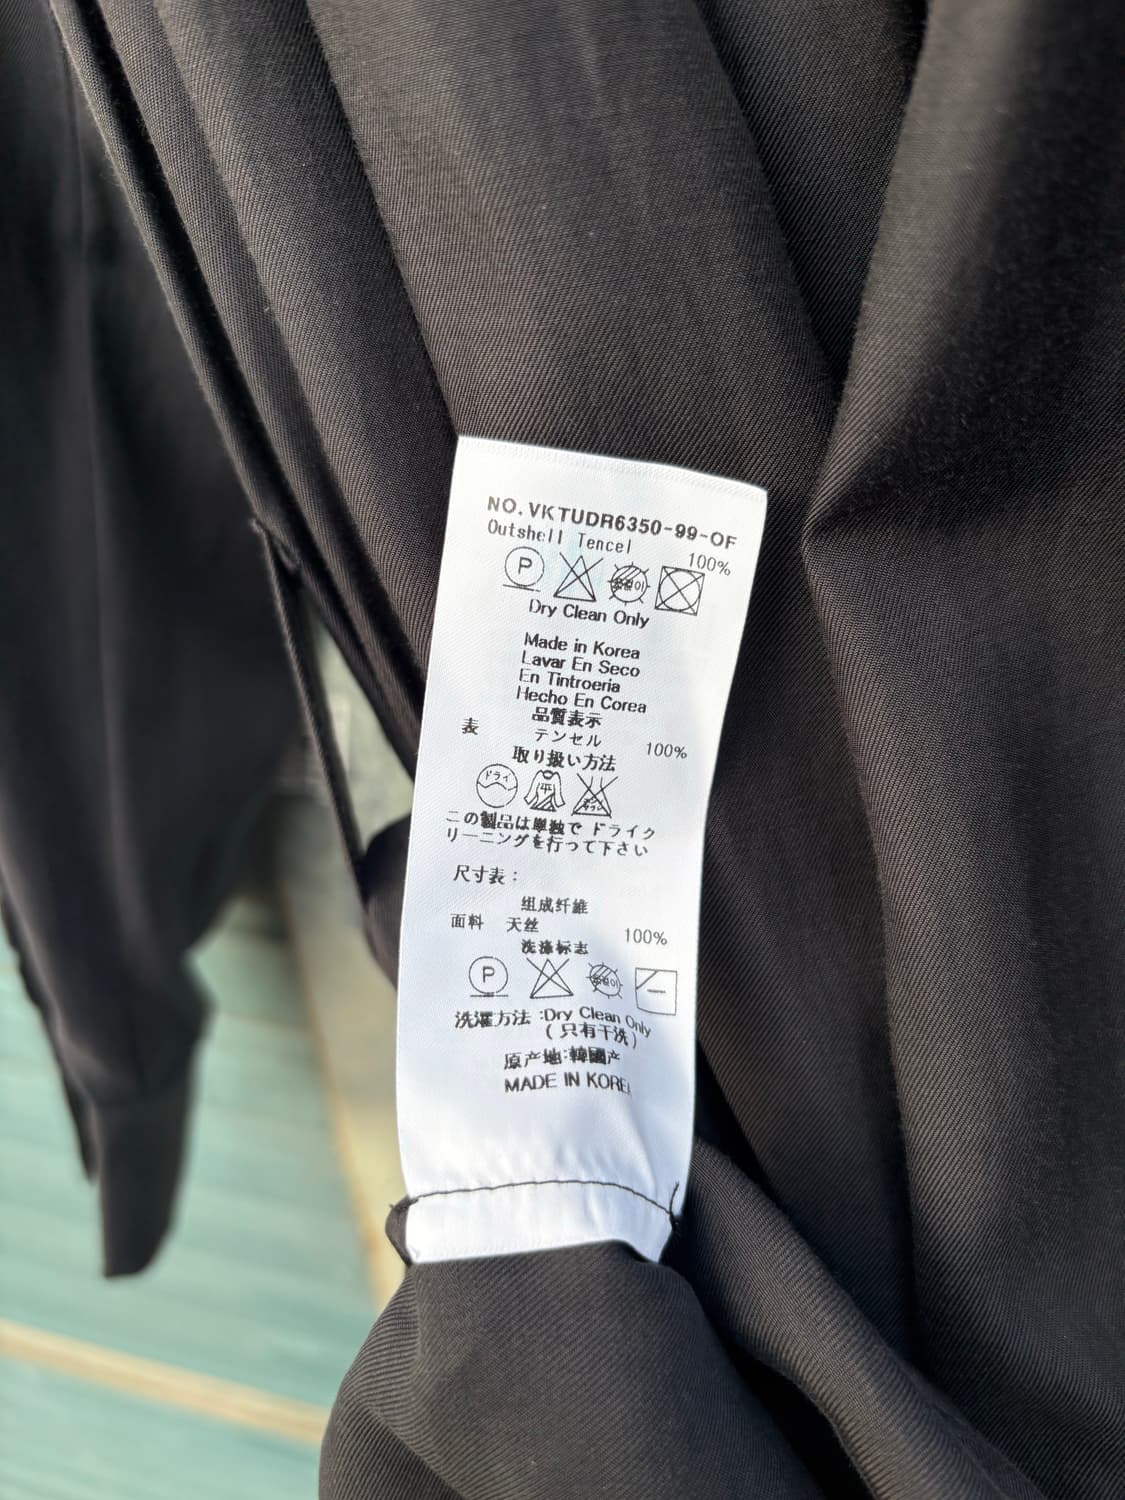 NO.VKTUDR6350-99-OF
Outshell Tencel 100%
P
Dry Clean Only
Made in Korea
Lavar En Seco
En Tintroeria
Hecho En Corea
品質表示
表 テンセル 100%
取り扱い方法
ドライ 中
この製品は単独で ドライク
リーニングを行って下さい
尺寸表：
组成纤維
面料 天丝 100%
洗涤标志
P
洗濯方法 :Dry Clean Only
(只有干洗)
原产地:韓國产
MADE IN KORE